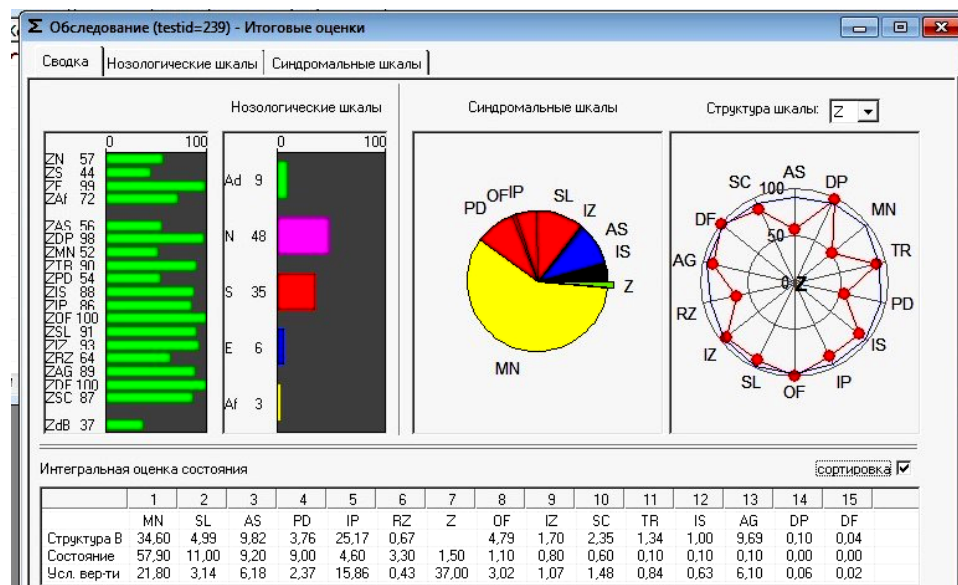 Σ Обследование (testid=239) - Итоговые оценки
Сводка Нозологические шкалы Синдромальные шкалы
Нозологические шкалы
Синдромальные шкалы
Структура шкалы: Z
0 100
ZN 57
ZS 44
ZE 99
ZAf 72
ZAS 56
ZDP 98
ZMN 52
ZTR 90
ZPD 54
ZIS 88
ZIP 86
ZOF 100
ZSL 91
ZIZ 93
ZRZ 64
ZAG 89
ZDF 100
ZSC 87
ZdB 37
0 100
Ad 9
N 48
S 35
E 6
Af 3
PD OF IP SL IZ AS IS Z MN
AS DP MN TR PD IS IP OF SL IZ RZ AG DF SC
100
50
0 Z
Интегральная оценка состояния
сортировка
1 2 3 4 5 6 7 8 9 10 11 12 13 14 15
MN SL AS PD IP RZ Z OF IZ SC TR IS AG DP DF
Структура В 34,60 4,99 9,82 3,76 25,17 0,67 4,79 1,70 2,35 1,34 1,00 9,69 0,10 0,04
Состояние 57,90 11,00 9,20 9,00 4,60 3,30 1,50 1,10 0,80 0,60 0,10 0,10 0,10 0,00 0,00
Усл. вер-ти 21,80 3,14 6,18 2,37 15,86 0,43 37,00 3,02 1,07 1,48 0,84 0,63 6,10 0,06 0,02